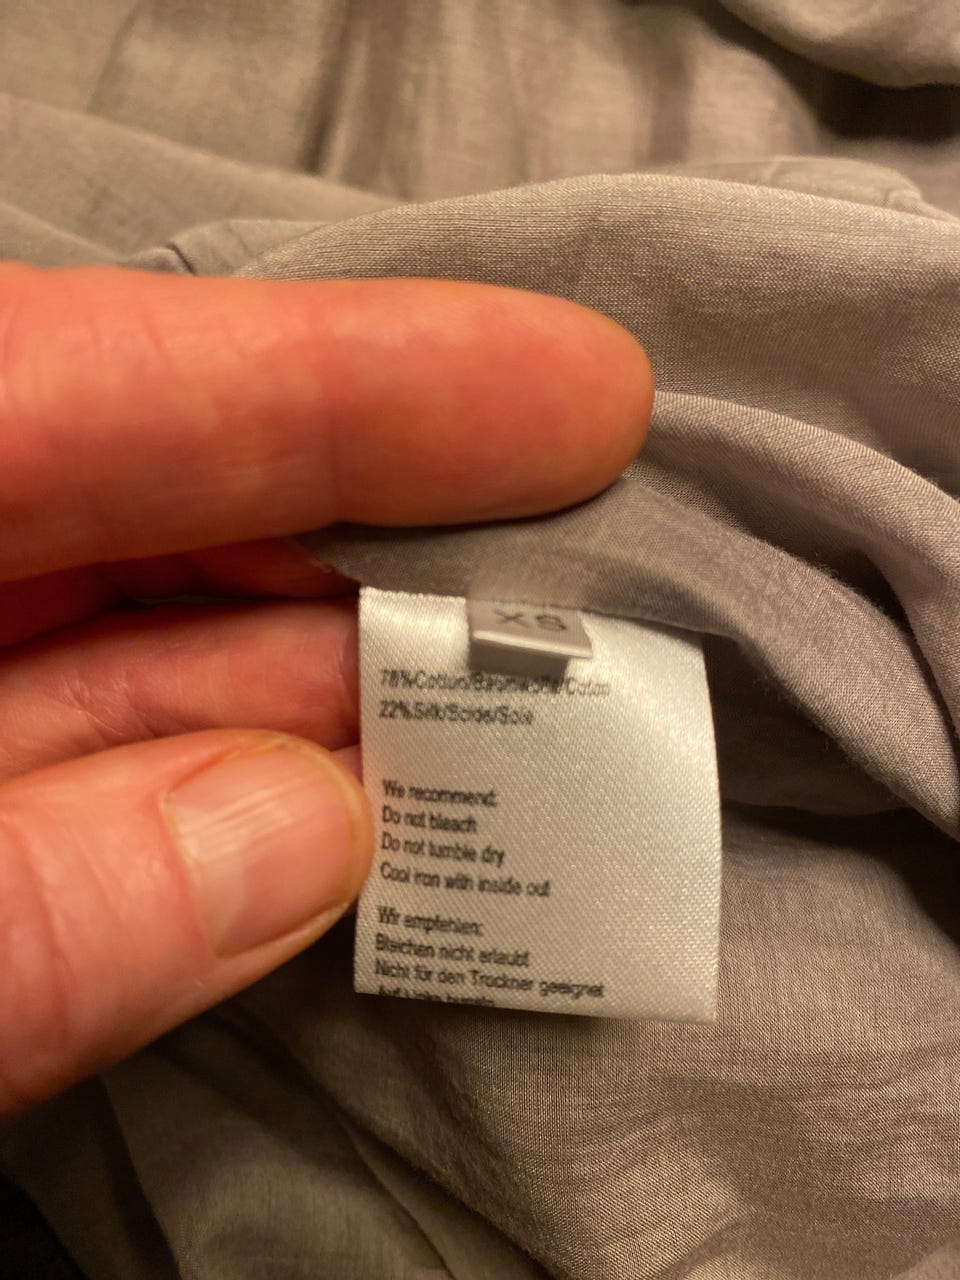 XS
78%Cotton/Baumwolle/Coton
22%Silk/Seide/Soie
We recommend:
Do not bleach
Do not tumble dry
Cool iron with inside out
Wir empfehlen:
Bleichen nicht erlaubt
Nicht für den Trockner geeignet